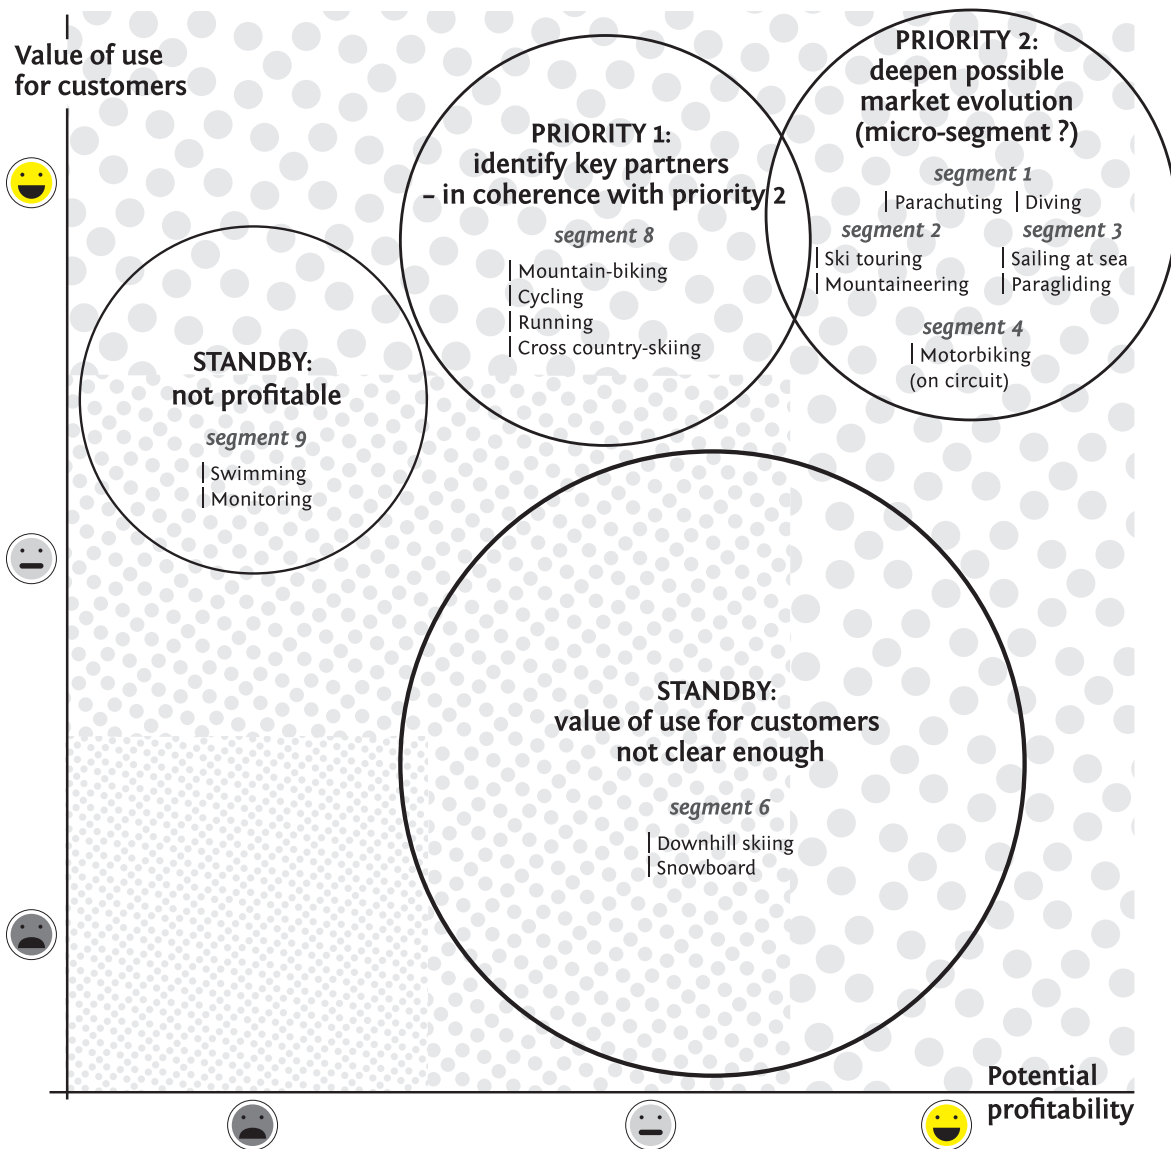 Value of use
for customers
PRIORITY 1:
identify key partners
– in coherence with priority 2
segment 8
Mountain-biking
Cycling
Running
Cross country-skiing
PRIORITY 2:
deepen possible
market evolution
(micro-segment ?)
segment 1
Parachuting
Diving
segment 2
Ski touring
Mountaineering
segment 3
Sailing at sea
Paragliding
segment 4
Motorbiking
(on circuit)
STANDBY:
not profitable
segment 9
Swimming
Monitoring
STANDBY:
value of use for customers
not clear enough
segment 6
Downhill skiing
Snowboard
Potential
profitability